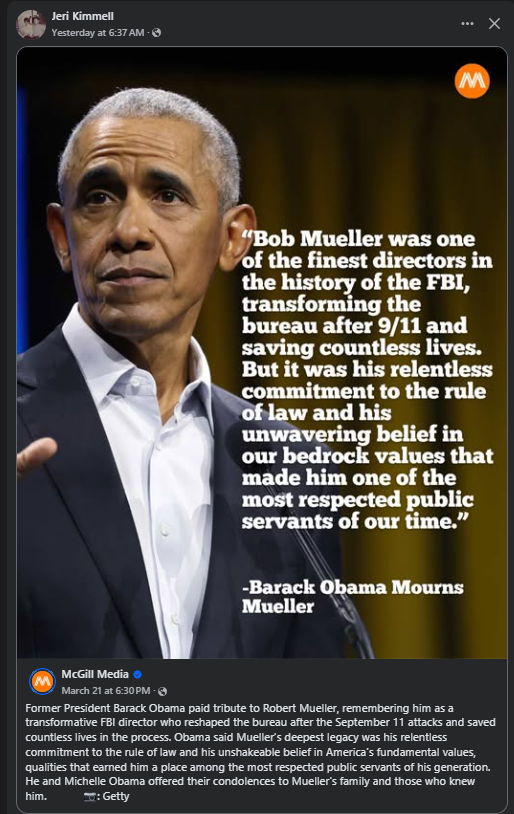 Jeri Kimmell
Yesterday at 6:37 AM ·
M
“Bob Mueller was one
of the finest directors in
the history of the FBI,
transforming the
bureau after 9/11 and
saving countless lives.
But it was his relentless
commitment to the rule
of law and his
unwavering belief in
our bedrock values that
made him one of the
most respected public
servants of our time.”
-Barack Obama Mourns
Mueller
M
McGill Media
March 21 at 6:30 PM ·
Former President Barack Obama paid tribute to Robert Mueller, remembering him as a
transformative FBI director who reshaped the bureau after the September 11 attacks and saved
countless lives in the process. Obama said Mueller's deepest legacy was his relentless
commitment to the rule of law and his unshakeable belief in America's fundamental values,
qualities that earned him a place among the most respected public servants of his generation.
He and Michelle Obama offered their condolences to Mueller's family and those who knew
him. 📷: Getty